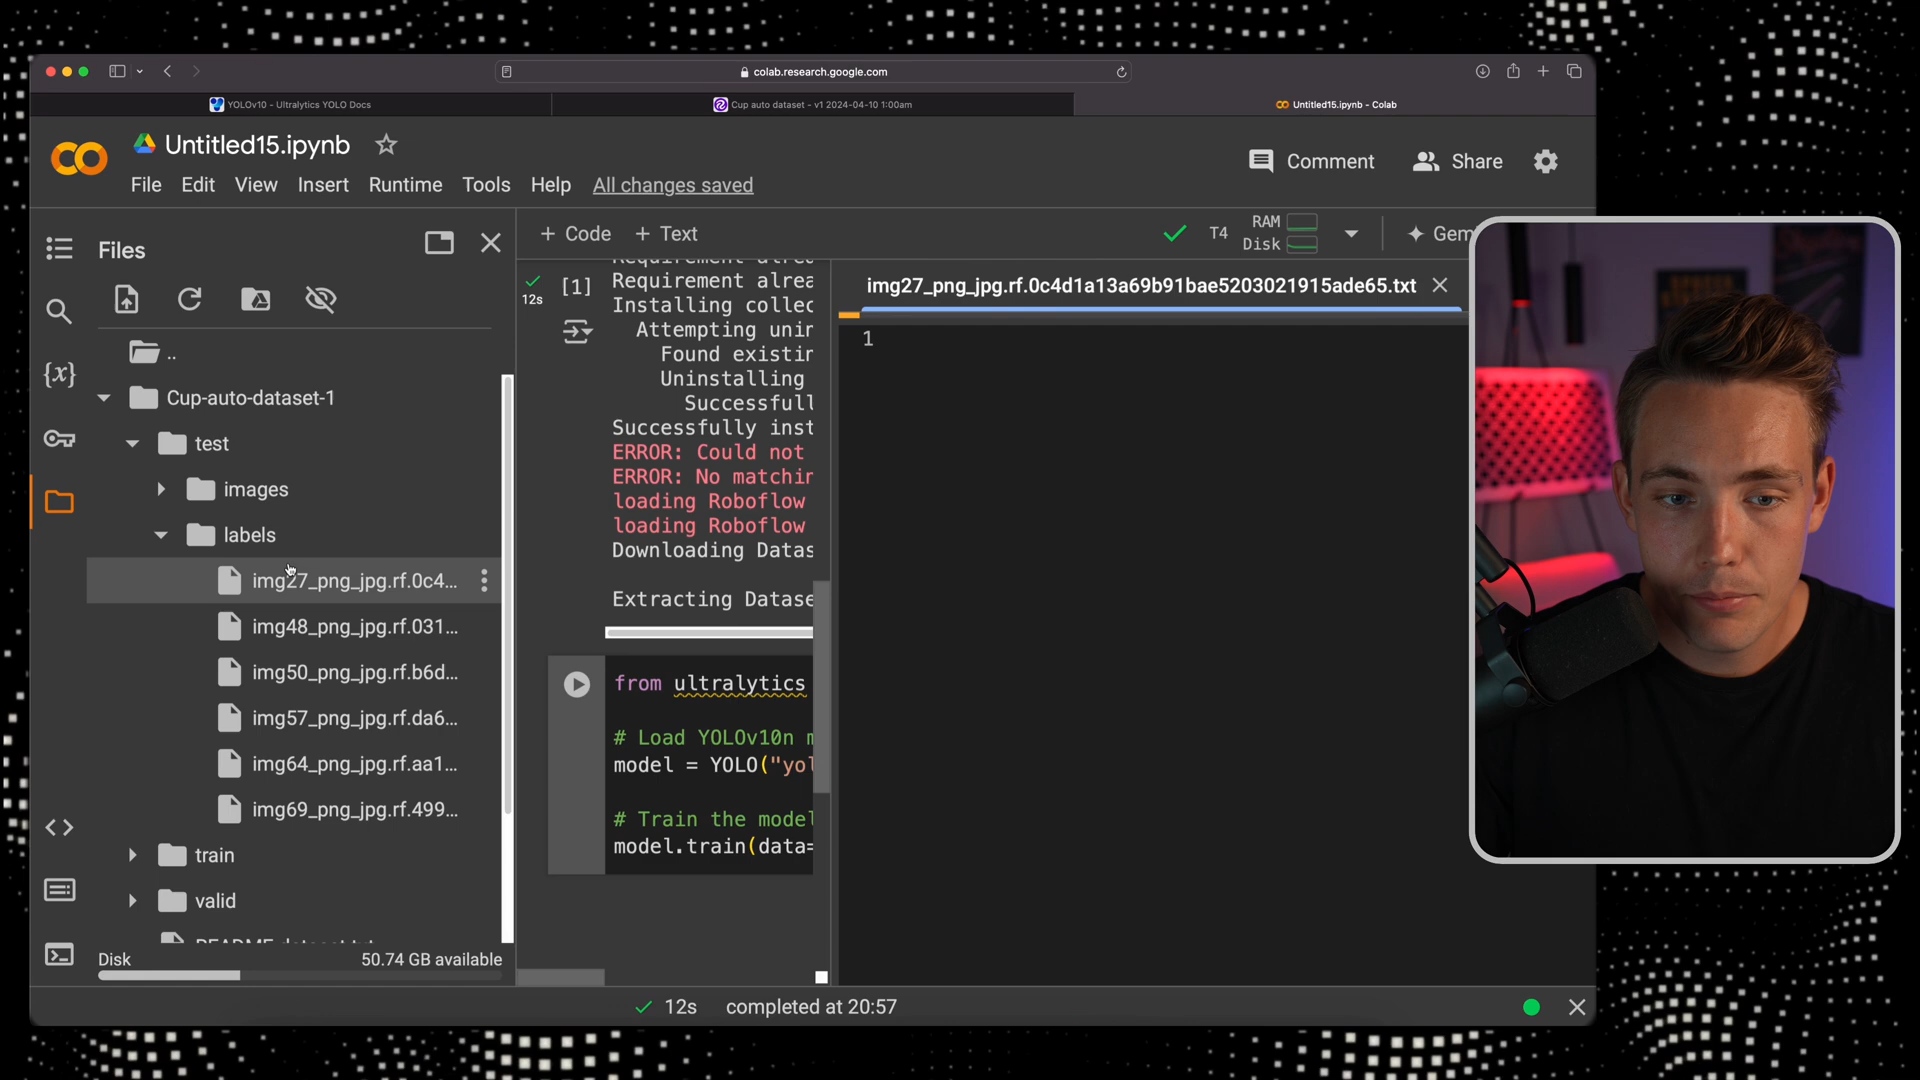 colab.research.google.com
YOLOv10 - Ultralytics YOLO Docs
Cup auto dataset - v1 2024-04-10 1:00am
Untitled15.ipynb - Colab
Untitled15.ipynb
File Edit View Insert Runtime Tools Help All changes saved
Comment
Share
Files
+ Code + Text
T4
RAM
Disk
Gem
..
Cup-auto-dataset-1
test
images
labels
img27_png_jpg.rf.0c4...
img48_png_jpg.rf.031...
img50_png_jpg.rf.b6d...
img57_png_jpg.rf.da6...
img64_png_jpg.rf.aa1...
img69_png_jpg.rf.499...
train
valid
Disk
50.74 GB available
{x}
12s
[1]
Requirement alrea
Installing collec
Attempting unin
Found existin
Uninstalling
Successfull
Successfully inst
ERROR: Could not
ERROR: No matchin
loading Roboflow
loading Roboflow
Downloading Datas
Extracting Datase
from ultralytics
# Load YOLOv10n m
model = YOLO("yol
# Train the model
model.train(data=
img27_png_jpg.rf.0c4d1a13a69b91bae5203021915ade65.txt
1
12s completed at 20:57